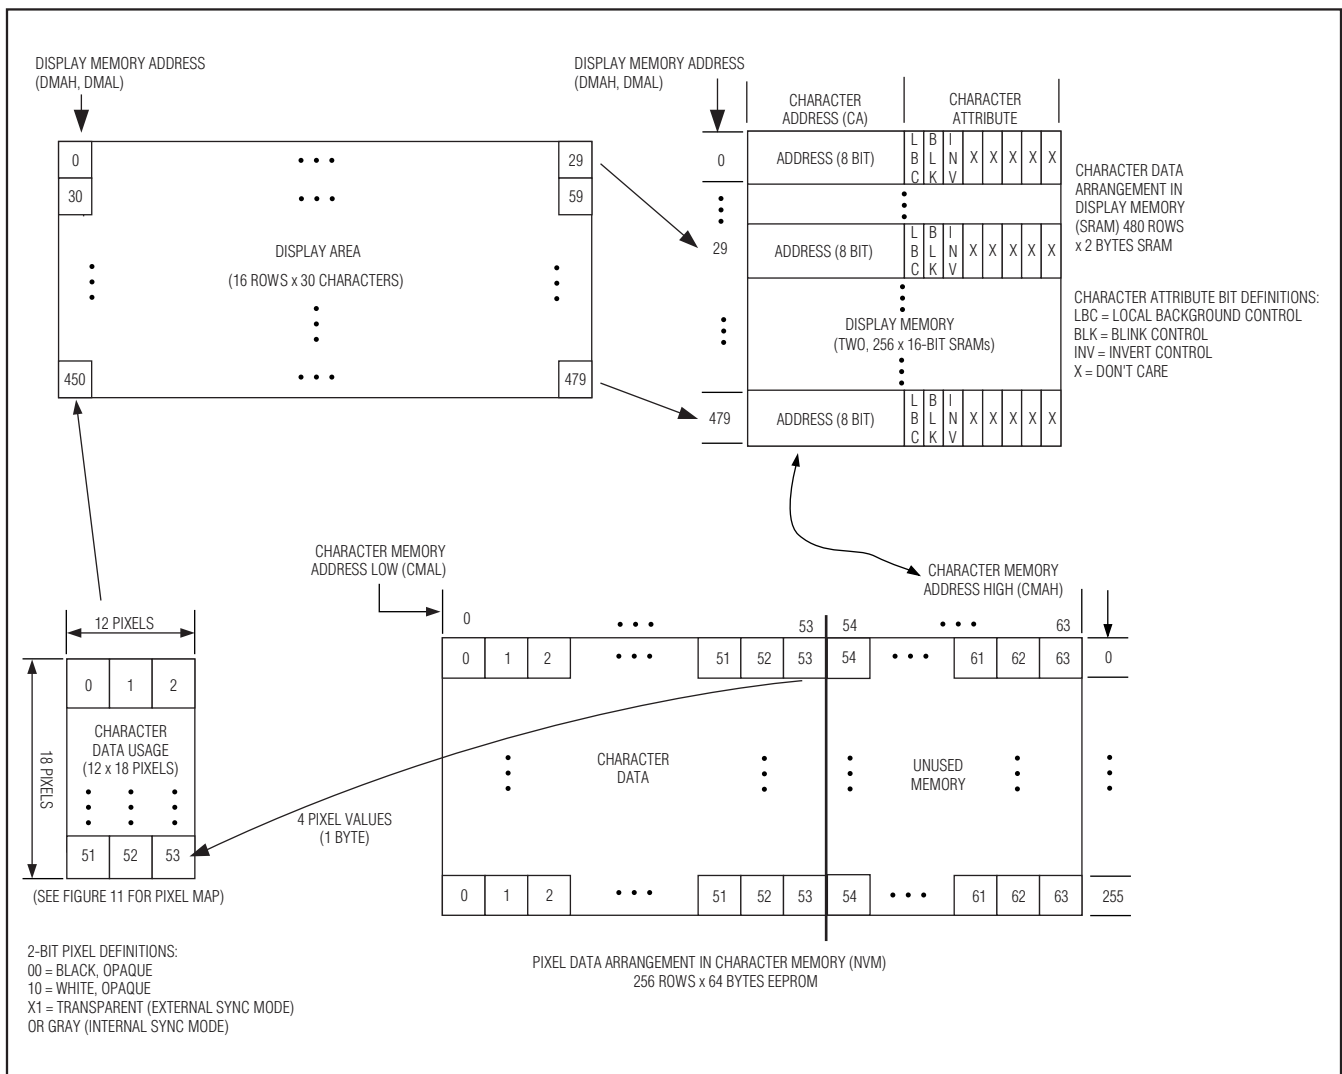 DISPLAY MEMORY ADDRESS
(DMAH, DMAL)
0
29
30
59
DISPLAY AREA
(16 ROWS x 30 CHARACTERS)
450
479
DISPLAY MEMORY ADDRESS
(DMAH, DMAL)
CHARACTER
ADDRESS (CA)
CHARACTER
ATTRIBUTE
0
ADDRESS (8 BIT)
LBC BLK INV X X X X X
29
ADDRESS (8 BIT)
LBC BLK INV X X X X X
DISPLAY MEMORY
(TWO, 256 x 16-BIT SRAMs)
479
ADDRESS (8 BIT)
LBC BLK INV X X X X X
CHARACTER DATA
ARRANGEMENT IN
DISPLAY MEMORY
(SRAM) 480 ROWS
x 2 BYTES SRAM
CHARACTER ATTRIBUTE BIT DEFINITIONS:
LBC = LOCAL BACKGROUND CONTROL
BLK = BLINK CONTROL
INV = INVERT CONTROL
X = DON'T CARE
12 PIXELS
18 PIXELS
0 1 2
CHARACTER
DATA USAGE
(12 x 18 PIXELS)
51 52 53
(SEE FIGURE 11 FOR PIXEL MAP)
2-BIT PIXEL DEFINITIONS:
00 = BLACK, OPAQUE
10 = WHITE, OPAQUE
X1 = TRANSPARENT (EXTERNAL SYNC MODE)
OR GRAY (INTERNAL SYNC MODE)
CHARACTER MEMORY
ADDRESS LOW (CMAL)
CHARACTER MEMORY
ADDRESS HIGH (CMAH)
0 53 54 63
0 1 2 51 52 53 54 61 62 63 0
CHARACTER
DATA
UNUSED
MEMORY
4 PIXEL VALUES
(1 BYTE)
0 1 2 51 52 53 54 61 62 63 255
PIXEL DATA ARRANGEMENT IN CHARACTER MEMORY (NVM)
256 ROWS x 64 BYTES EEPROM